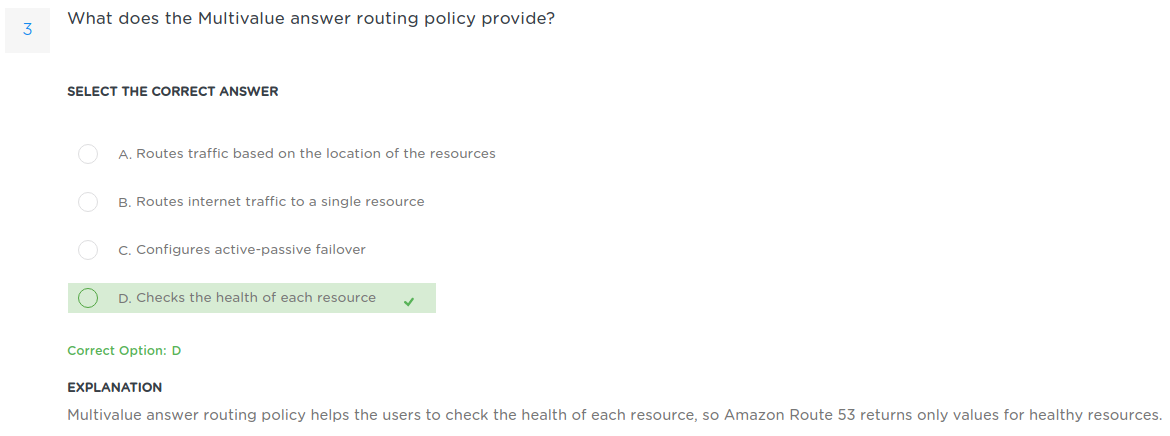 3
What does the Multivalue answer routing policy provide?
SELECT THE CORRECT ANSWER
A. Routes traffic based on the location of the resources
B. Routes internet traffic to a single resource
C. Configures active-passive failover
D. Checks the health of each resource
Correct Option: D
EXPLANATION
Multivalue answer routing policy helps the users to check the health of each resource, so Amazon Route 53 returns only values for healthy resources.